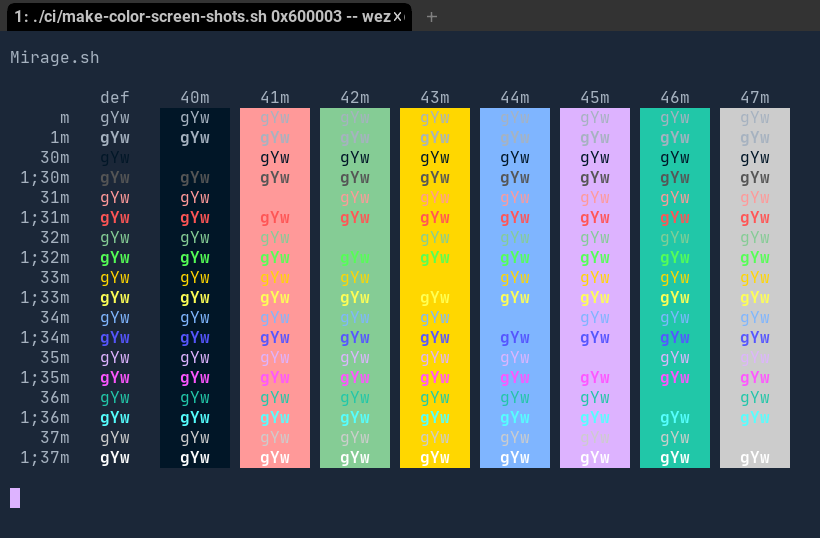 1: ./ci/make-color-screen-shots.sh 0x600003 -- wez× +
Mirage.sh
def 40m 41m 42m 43m 44m 45m 46m 47m
m gYw gYw gYw gYw gYw gYw gYw gYw gYw
1m gYw gYw gYw gYw gYw gYw gYw gYw gYw
30m gYw gYw gYw gYw gYw gYw gYw gYw
1;30m gYw gYw gYw gYw gYw gYw gYw gYw gYw
31m gYw gYw gYw gYw gYw gYw gYw gYw
1;31m gYw gYw gYw gYw gYw gYw gYw gYw gYw
32m gYw gYw gYw gYw gYw gYw gYw gYw
1;32m gYw gYw gYw gYw gYw gYw gYw gYw gYw
33m gYw gYw gYw gYw gYw gYw gYw gYw
1;33m gYw gYw gYw gYw gYw gYw gYw gYw gYw
34m gYw gYw gYw gYw gYw gYw gYw gYw
1;34m gYw gYw gYw gYw gYw gYw gYw gYw gYw
35m gYw gYw gYw gYw gYw gYw gYw gYw
1;35m gYw gYw gYw gYw gYw gYw gYw gYw gYw
36m gYw gYw gYw gYw gYw gYw gYw gYw
1;36m gYw gYw gYw gYw gYw gYw gYw gYw gYw
37m gYw gYw gYw gYw gYw gYw gYw gYw
1;37m gYw gYw gYw gYw gYw gYw gYw gYw gYw